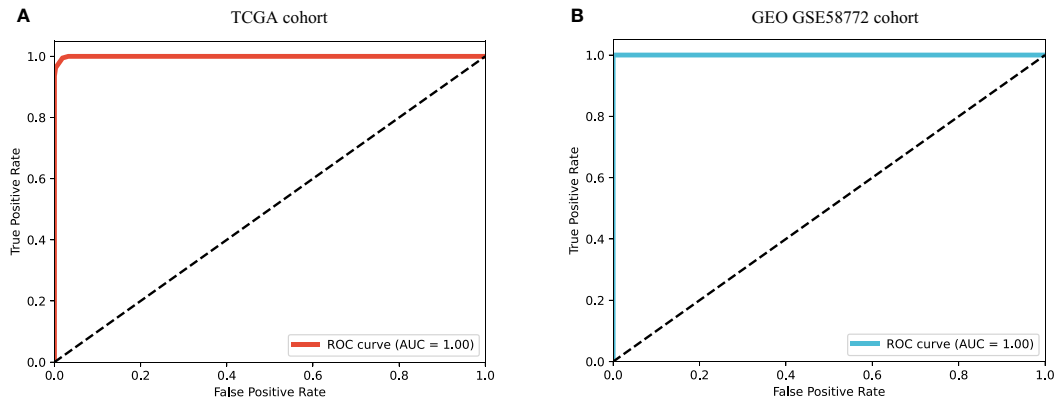 A
TCGA cohort
1.0
0.8
0.6
0.4
0.2
0.0
True Positive Rate
0.0 0.2 0.4 0.6 0.8 1.0
False Positive Rate
ROC curve (AUC = 1.00)
B
GEO GSE58772 cohort
1.0
0.8
0.6
0.4
0.2
0.0
True Positive Rate
0.0 0.2 0.4 0.6 0.8 1.0
False Positive Rate
ROC curve (AUC = 1.00)